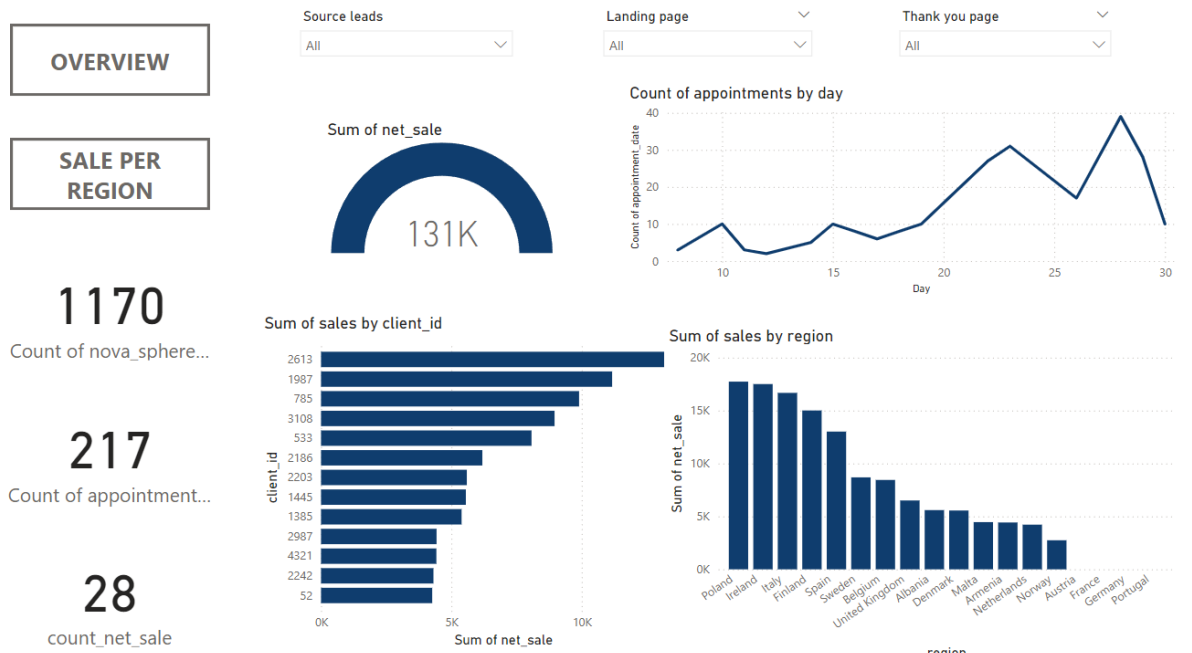 OVERVIEW
SALE PER
REGION
1170
Count of nova_sphere...
217
Count of appointment...
28
count_net_sale
Source leads
All
Landing page
All
Thank you page
All
Sum of net_sale
131K
Count of appointments by day
Count of appointment_date
40
30
20
10
0
10
15
20
25
30
Day
Sum of sales by client_id
client_id
2613
1987
785
3108
533
2186
2203
1445
1385
2987
4321
2242
52
0K
5K
10K
Sum of net_sale
Sum of sales by region
Sum of net_sale
20K
15K
10K
5K
0K
Poland
Ireland
Italy
Finland
Spain
Sweden
Belgium
United Kingdom
Albania
Denmark
Malta
Armenia
Netherlands
Norway
Austria
France
Germany
Portugal
region